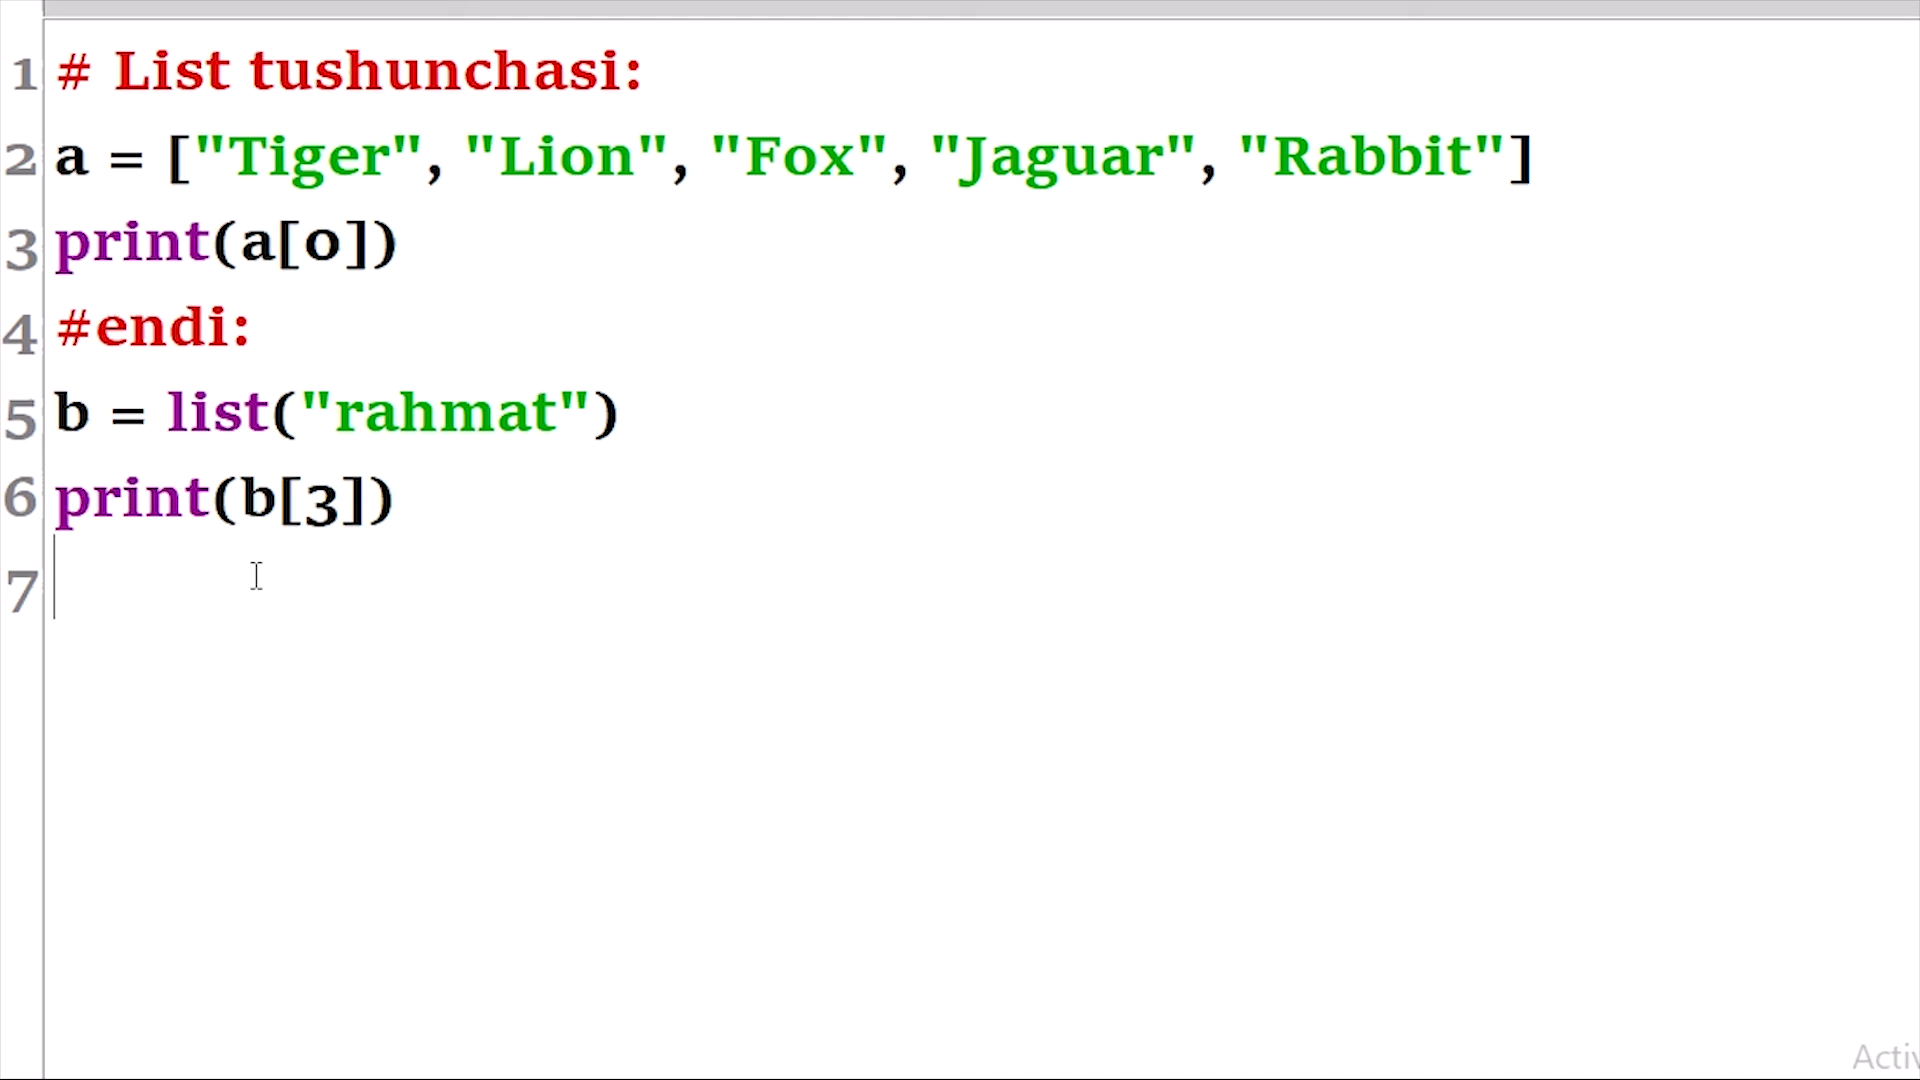 1 # List tushunchasi:
2 a = ["Tiger", "Lion", "Fox", "Jaguar", "Rabbit"]
3 print(a[0])
4 #endi:
5 b = list("rahmat")
6 print(b[3])
7
Activ